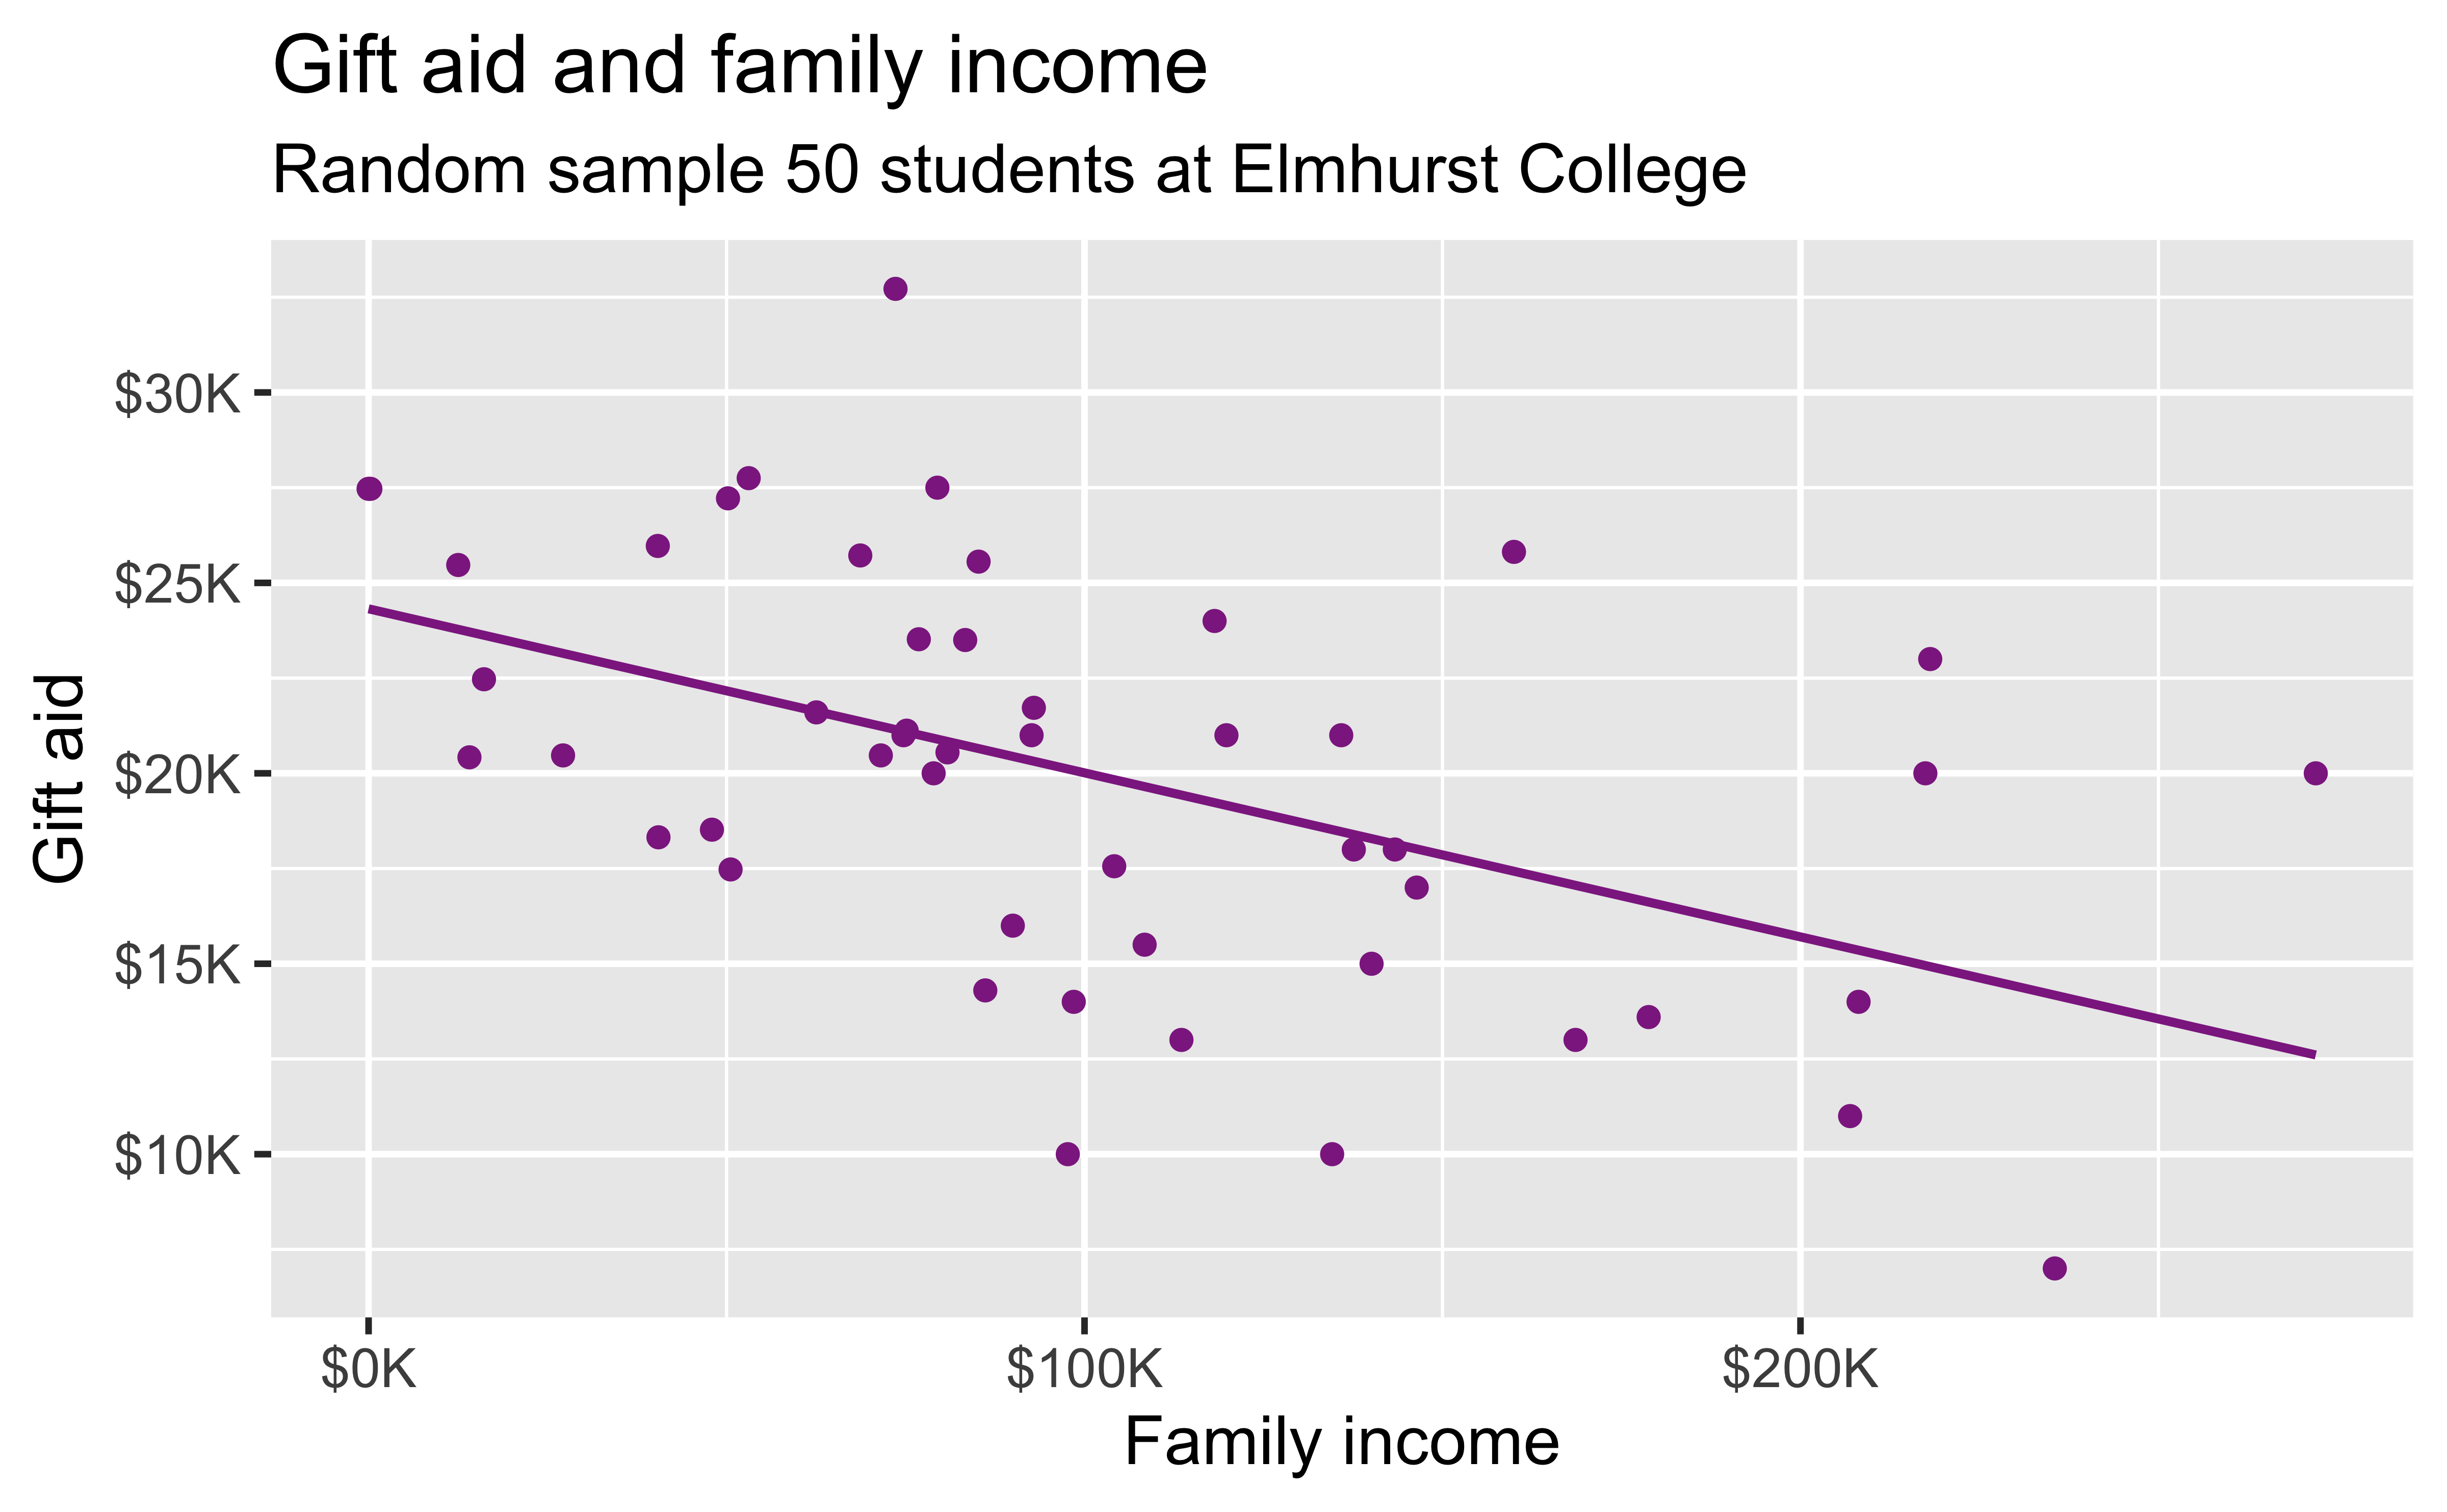 Gift aid and family income
Random sample 50 students at Elmhurst College
Gift aid
$30K
$25K
$20K
$15K
$10K
$0K
$100K
$200K
Family income